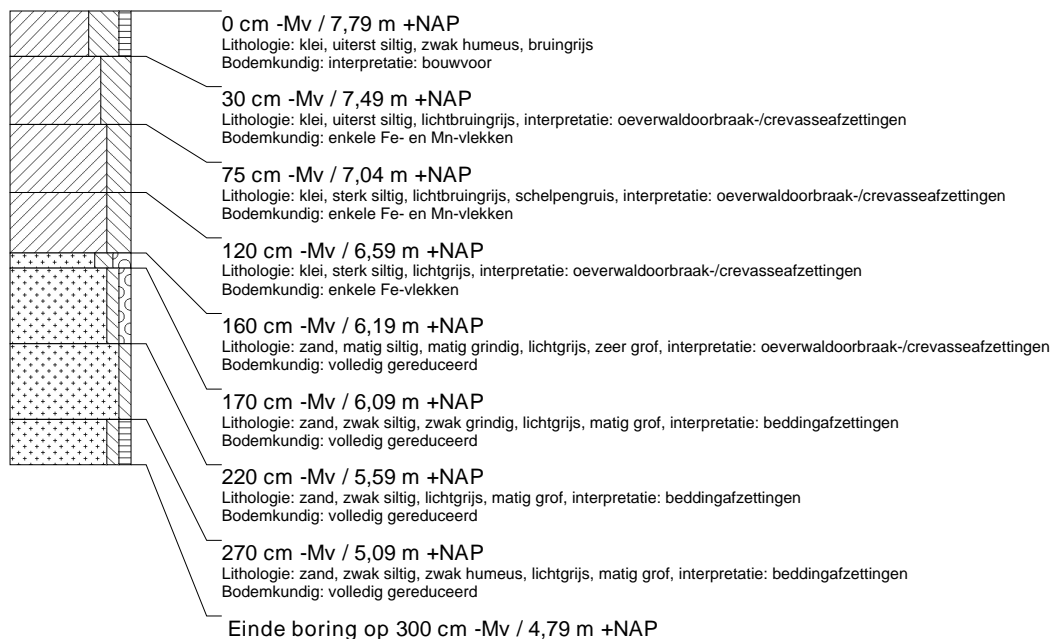 0 cm -Mv / 7,79 m +NAP
Lithologie: klei, uiterst siltig, zwak humeus, bruingrijs
Bodemkundig: interpretatie: bouwvoor
30 cm -Mv / 7,49 m +NAP
Lithologie: klei, uiterst siltig, lichtbruingrijs, interpretatie: oeverwaldoorbraak-/crevasseafzettingen
Bodemkundig: enkele Fe- en Mn-vlekken
75 cm -Mv / 7,04 m +NAP
Lithologie: klei, sterk siltig, lichtbruingrijs, schelpengruis, interpretatie: oeverwaldoorbraak-/crevasseafzettingen
Bodemkundig: enkele Fe- en Mn-vlekken
120 cm -Mv / 6,59 m +NAP
Lithologie: klei, sterk siltig, lichtgrijs, interpretatie: oeverwaldoorbraak-/crevasseafzettingen
Bodemkundig: enkele Fe-vlekken
160 cm -Mv / 6,19 m +NAP
Lithologie: zand, matig siltig, matig grindig, lichtgrijs, zeer grof, interpretatie: oeverwaldoorbraak-/crevasseafzettingen
Bodemkundig: volledig gereduceerd
170 cm -Mv / 6,09 m +NAP
Lithologie: zand, zwak siltig, zwak grindig, lichtgrijs, matig grof, interpretatie: beddingafzettingen
Bodemkundig: volledig gereduceerd
220 cm -Mv / 5,59 m +NAP
Lithologie: zand, zwak siltig, lichtgrijs, matig grof, interpretatie: beddingafzettingen
Bodemkundig: volledig gereduceerd
270 cm -Mv / 5,09 m +NAP
Lithologie: zand, zwak siltig, zwak humeus, lichtgrijs, matig grof, interpretatie: beddingafzettingen
Bodemkundig: volledig gereduceerd
Einde boring op 300 cm -Mv / 4,79 m +NAP